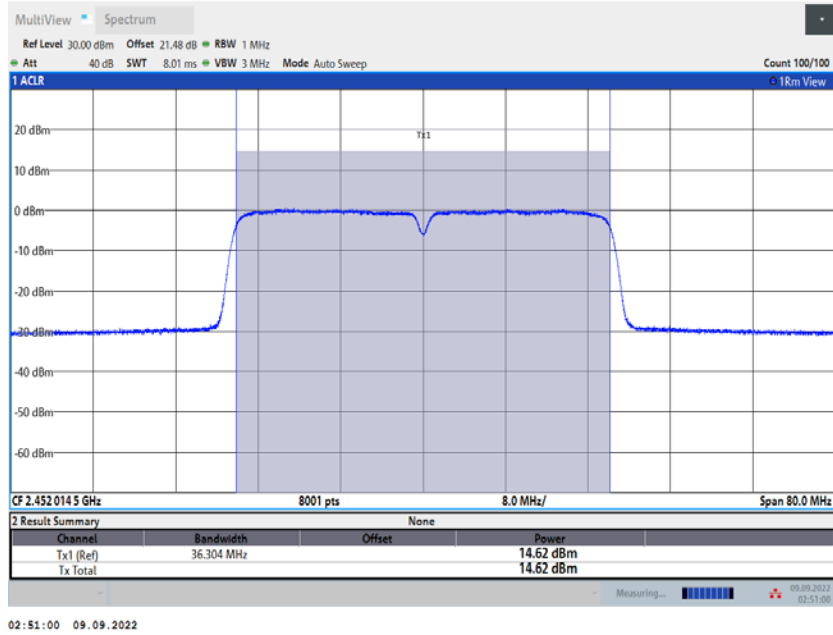 MultiView Spectrum
Ref Level 30.00 dBm Offset 21.48 dB RBW 1 MHz
Att 40 dB SWT 8.01 ms VBW 3 MHz Mode Auto Sweep Count 100/100
1 ACLR 1Rm View
Tx1
20 dBm
10 dBm
0 dBm
-10 dBm
-20 dBm
-30 dBm
-40 dBm
-50 dBm
-60 dBm
CF 2.452 014 5 GHz 8001 pts 8.0 MHz/ Span 80.0 MHz
2 Result Summary None
Channel Bandwidth Offset Power
Tx1 (Ref) 36.304 MHz 14.62 dBm
Tx Total 14.62 dBm
Measuring... 09.09.2022
02:51:00
02:51:00 09.09.2022